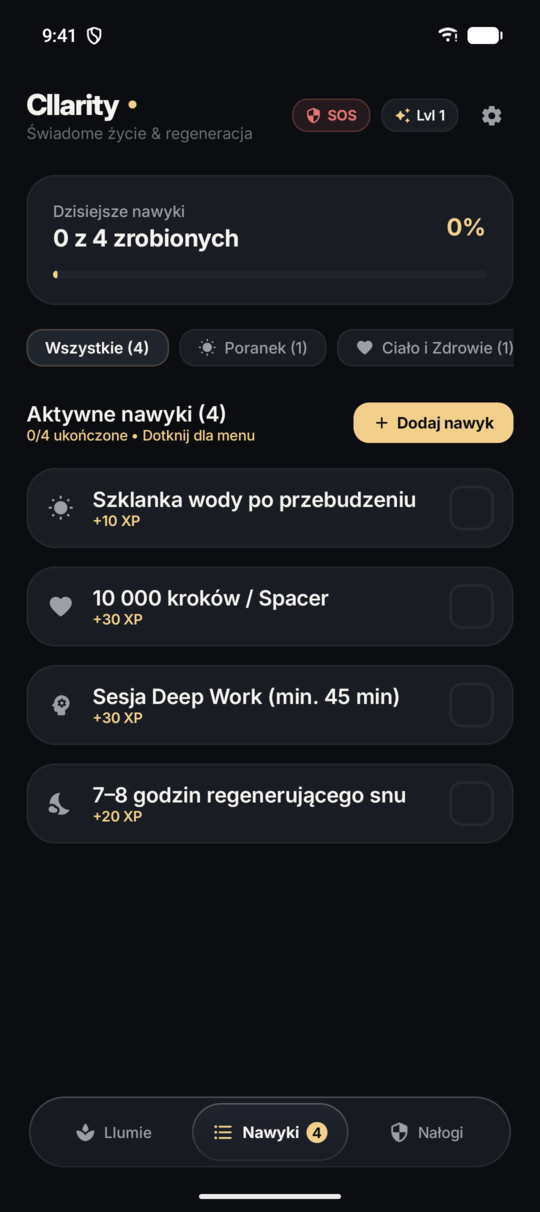 9:41
Cllarity
Świadome życie & regeneracja
SOS
Lvl 1
Dzisiejsze nawyki
0 z 4 zrobionych
0%
Wszystkie (4)
Poranek (1)
Ciało i Zdrowie (1)
Aktywne nawyki (4)
0/4 ukończone • Dotknij dla menu
+ Dodaj nawyk
Szklanka wody po przebudzeniu
+10 XP
10 000 kroków / Spacer
+30 XP
Sesja Deep Work (min. 45 min)
+30 XP
7–8 godzin regenerującego snu
+20 XP
Llumie
Nawyki 4
Nałogi